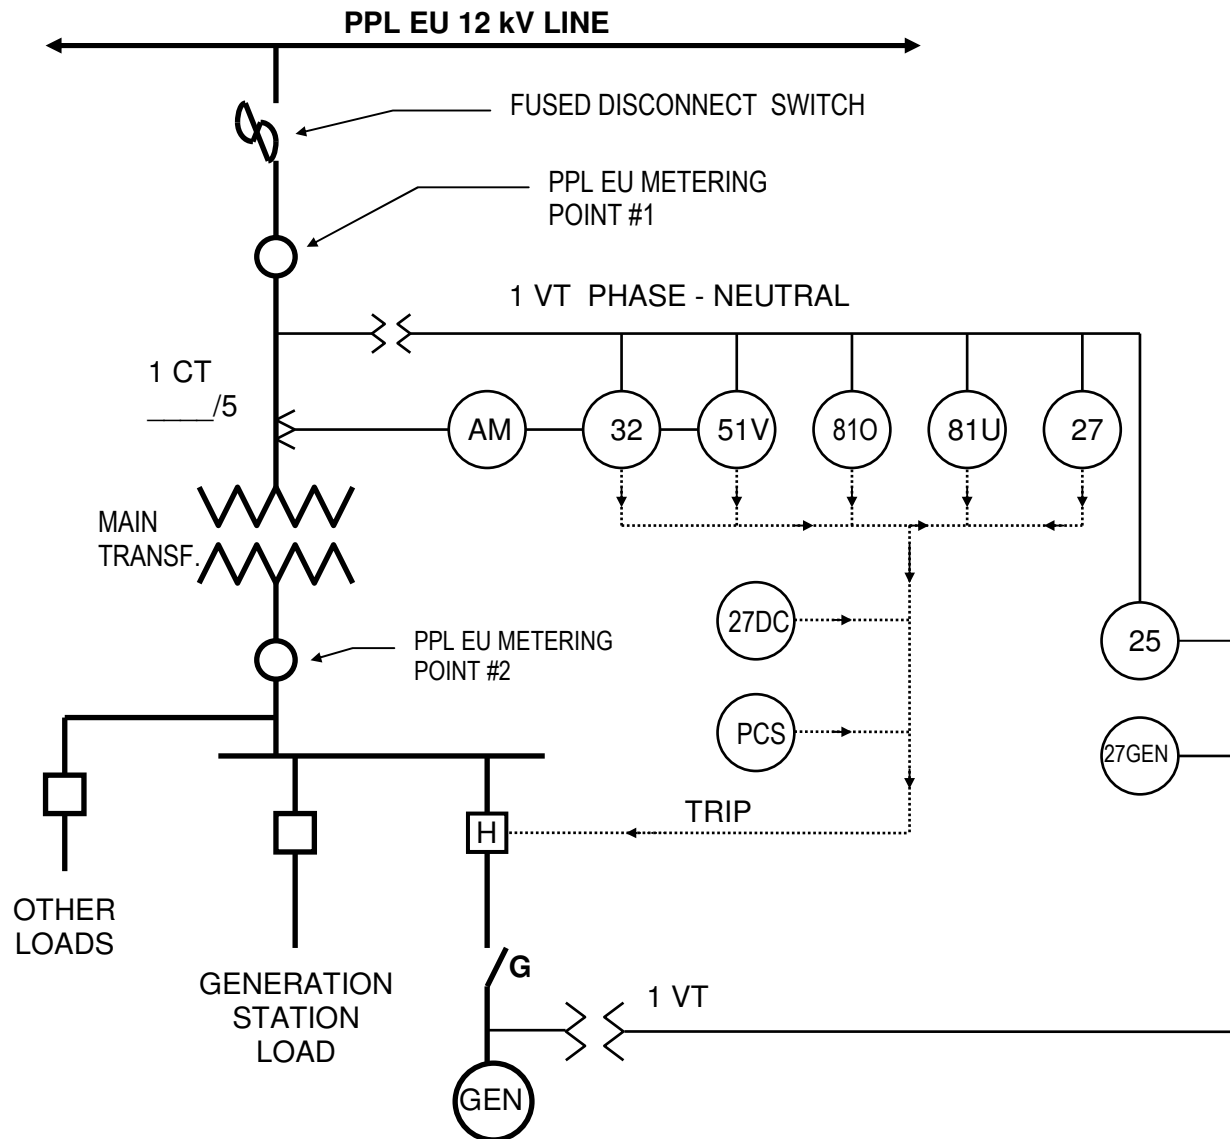 PPL EU 12 kV LINE
FUSED DISCONNECT SWITCH
PPL EU METERING
POINT #1
1 VT PHASE - NEUTRAL
1 CT
____/5
AM
32
51V
81O
81U
27
MAIN
TRANSF.
27DC
25
PPL EU METERING
POINT #2
PCS
27GEN
TRIP
H
OTHER
LOADS
GENERATION
STATION
LOAD
G
1 VT
GEN